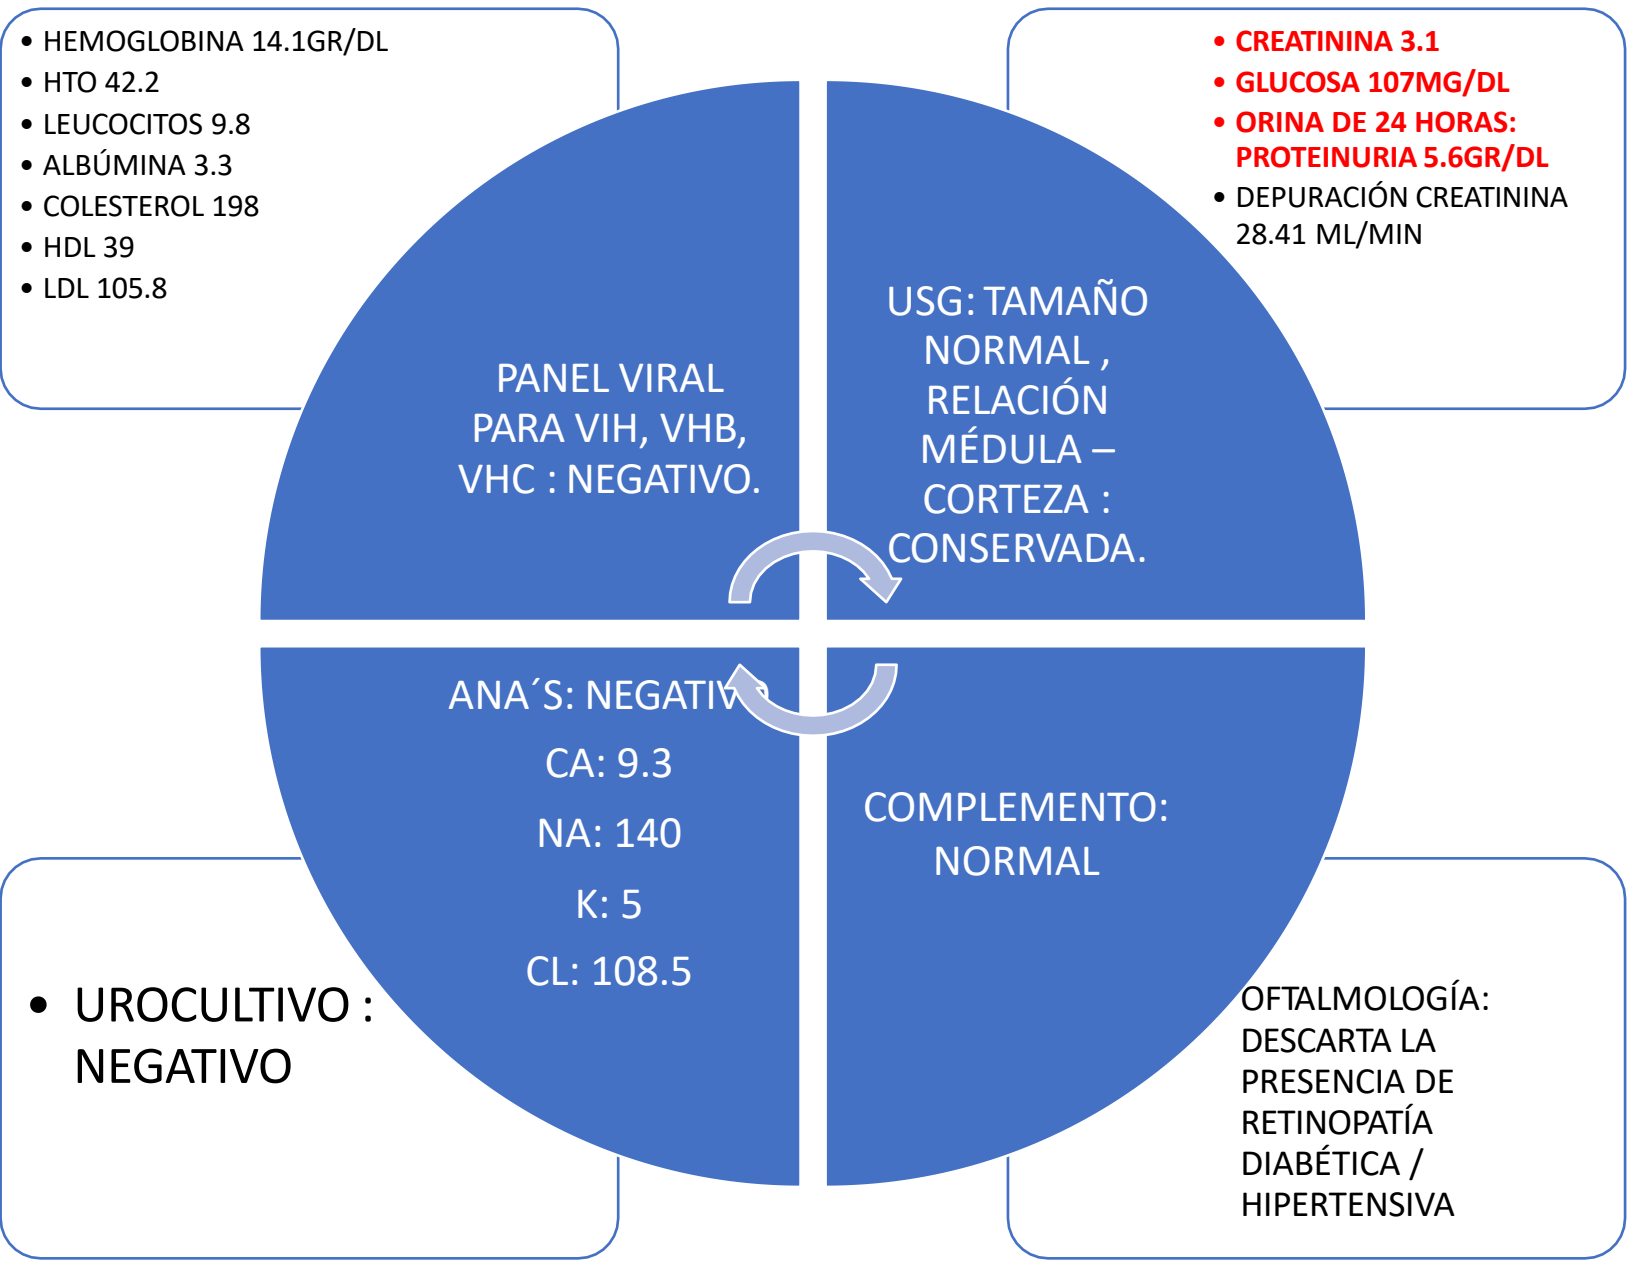 • HEMOGLOBINA 14.1GR/DL
• HTO 42.2
• LEUCOCITOS 9.8
• ALBÚMINA 3.3
• COLESTEROL 198
• HDL 39
• LDL 105.8
• CREATININA 3.1
• GLUCOSA 107MG/DL
• ORINA DE 24 HORAS:
PROTEINURIA 5.6GR/DL
• DEPURACIÓN CREATININA
28.41 ML/MIN
PANEL VIRAL
PARA VIH, VHB,
VHC : NEGATIVO.
USG: TAMAÑO
NORMAL ,
RELACIÓN
MÉDULA –
CORTEZA :
CONSERVADA.
ANA´S: NEGATIVO
CA: 9.3
NA: 140
K: 5
CL: 108.5
COMPLEMENTO:
NORMAL
• UROCULTIVO :
NEGATIVO
OFTALMOLOGÍA:
DESCARTA LA
PRESENCIA DE
RETINOPATÍA
DIABÉTICA /
HIPERTENSIVA